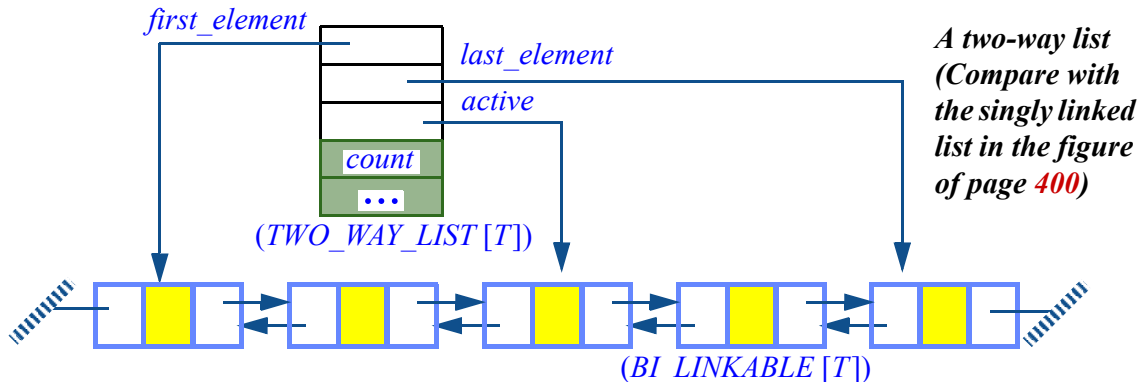 first_element
last_element
active
count
...
(TWO_WAY_LIST [T])
(BI_LINKABLE [T])
A two-way list
(Compare with
the singly linked
list in the figure
of page 400)